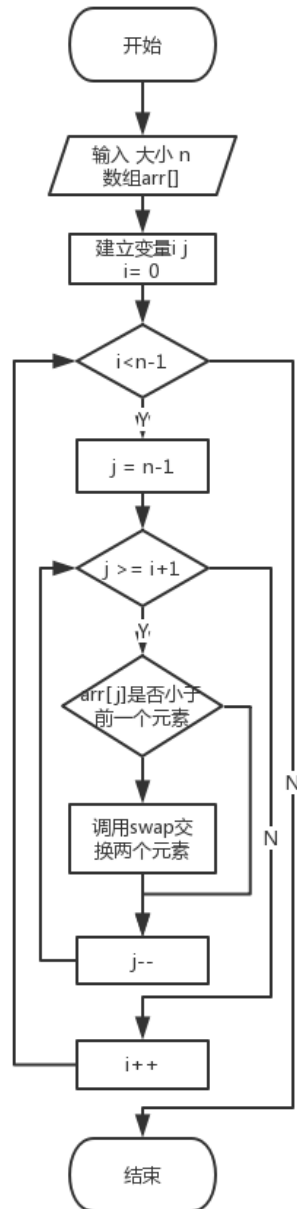 开始
输入 大小 n
数组arr[]
建立变量i j
i= 0
i<n-1
Y
j = n-1
j >= i+1
Y
arr[j]是否小于
前一个元素
N
调用swap交
换两个元素
N
j--
i++
结束